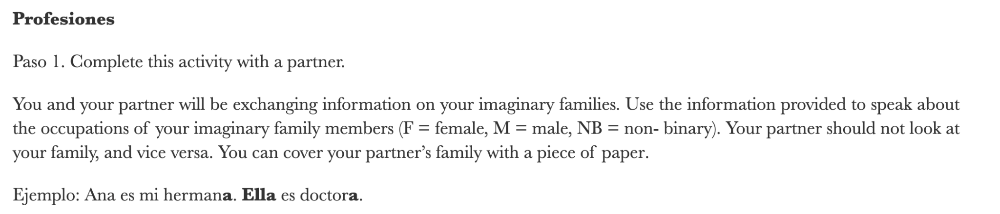 Profesiones
Paso 1. Complete this activity with a partner.
You and your partner will be exchanging information on your imaginary families. Use the information provided to speak about
the occupations of your imaginary family members (F = female, M = male, NB = non- binary). Your partner should not look at
your family, and vice versa. You can cover your partner’s family with a piece of paper.
Ejemplo: Ana es mi hermana. Ella es doctora.